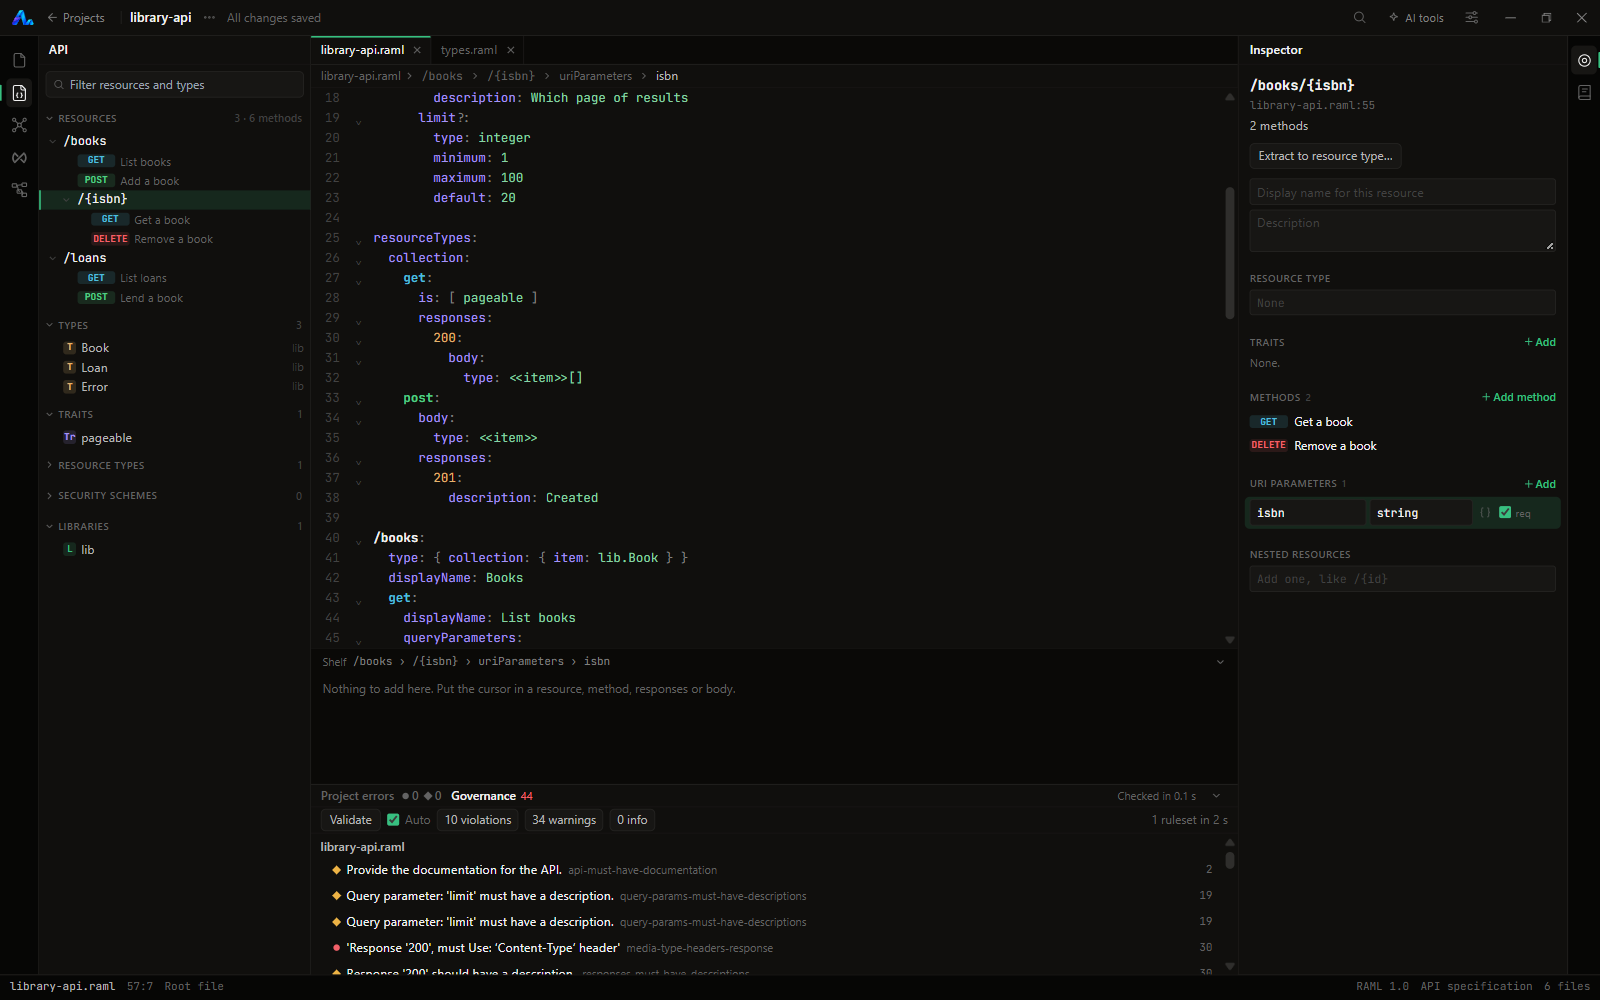 Projects
library-api
All changes saved
AI tools
API
Filter resources and types
RESOURCES
3 · 6 methods
/books
GET List books
POST Add a book
/{isbn}
GET Get a book
DELETE Remove a book
/loans
GET List loans
POST Lend a book
TYPES 3
T Book lib
T Loan lib
T Error lib
TRAITS 1
Tr pageable
RESOURCE TYPES 1
SECURITY SCHEMES 0
LIBRARIES 1
L lib
library-api.raml
types.raml
library-api.raml > /books > /{isbn} > uriParameters > isbn
18 description: Which page of results
19 limit?:
20 type: integer
21 minimum: 1
22 maximum: 100
23 default: 20
24
25 resourceTypes:
26 collection:
27 get:
28 is: [ pageable ]
29 responses:
30 200:
31 body:
32 type: <<item>>[]
33 post:
34 body:
35 type: <<item>>
36 responses:
37 201:
38 description: Created
39
40 /books:
41 type: { collection: { item: lib.Book } }
42 displayName: Books
43 get:
44 displayName: List books
45 queryParameters:
Shelf /books > /{isbn} > uriParameters > isbn
Nothing to add here. Put the cursor in a resource, method, responses or body.
Project errors 0 0 Governance 44
Checked in 0.1 s
Validate Auto 10 violations 34 warnings 0 info
1 ruleset in 2 s
library-api.raml
Provide the documentation for the API. api-must-have-documentation 2
Query parameter: 'limit' must have a description. query-params-must-have-descriptions 19
Query parameter: 'limit' must have a description. query-params-must-have-descriptions 19
'Response '200', must Use: ‘Content-Type’ header' media-type-headers-response 30
Response '200' should have a description. responses-must-have-descriptions 30
Inspector
/books/{isbn}
library-api.raml:55
2 methods
Extract to resource type...
Display name for this resource
Description
RESOURCE TYPE
None
TRAITS
+ Add
None.
METHODS 2
+ Add method
GET Get a book
DELETE Remove a book
URI PARAMETERS 1
+ Add
isbn string {} req
NESTED RESOURCES
Add one, like /{id}
library-api.raml 57:7 Root file
RAML 1.0 API specification 6 files